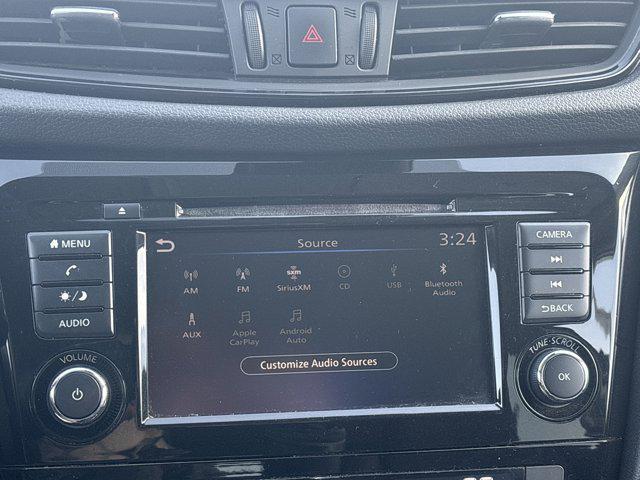 MENU
AUDIO
VOLUME
Source
3:24
AM
FM
sxm
SiriusXM
CD
USB
Bluetooth
Audio
AUX
Apple
CarPlay
Android
Auto
Customize Audio Sources
CAMERA
BACK
TUNE·SCROLL
OK